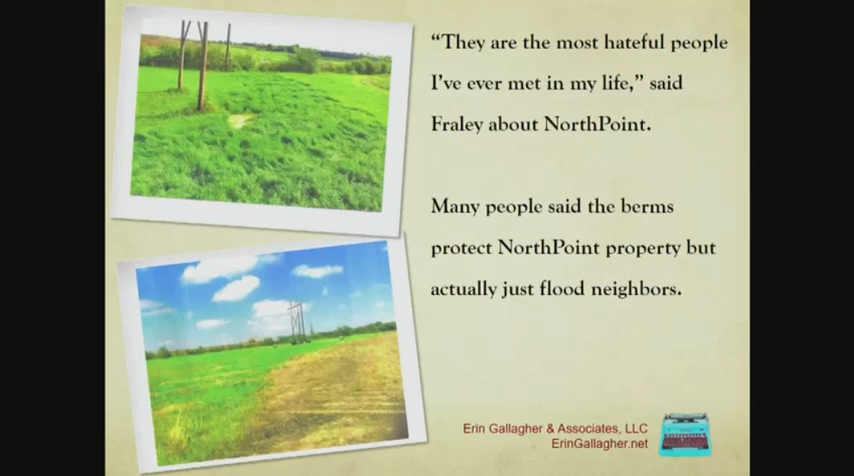 “They are the most hateful people
I’ve ever met in my life,” said
Fraley about NorthPoint.
Many people said the berms
protect NorthPoint property but
actually just flood neighbors.
Erin Gallagher & Associates, LLC
ErinGallagher.net